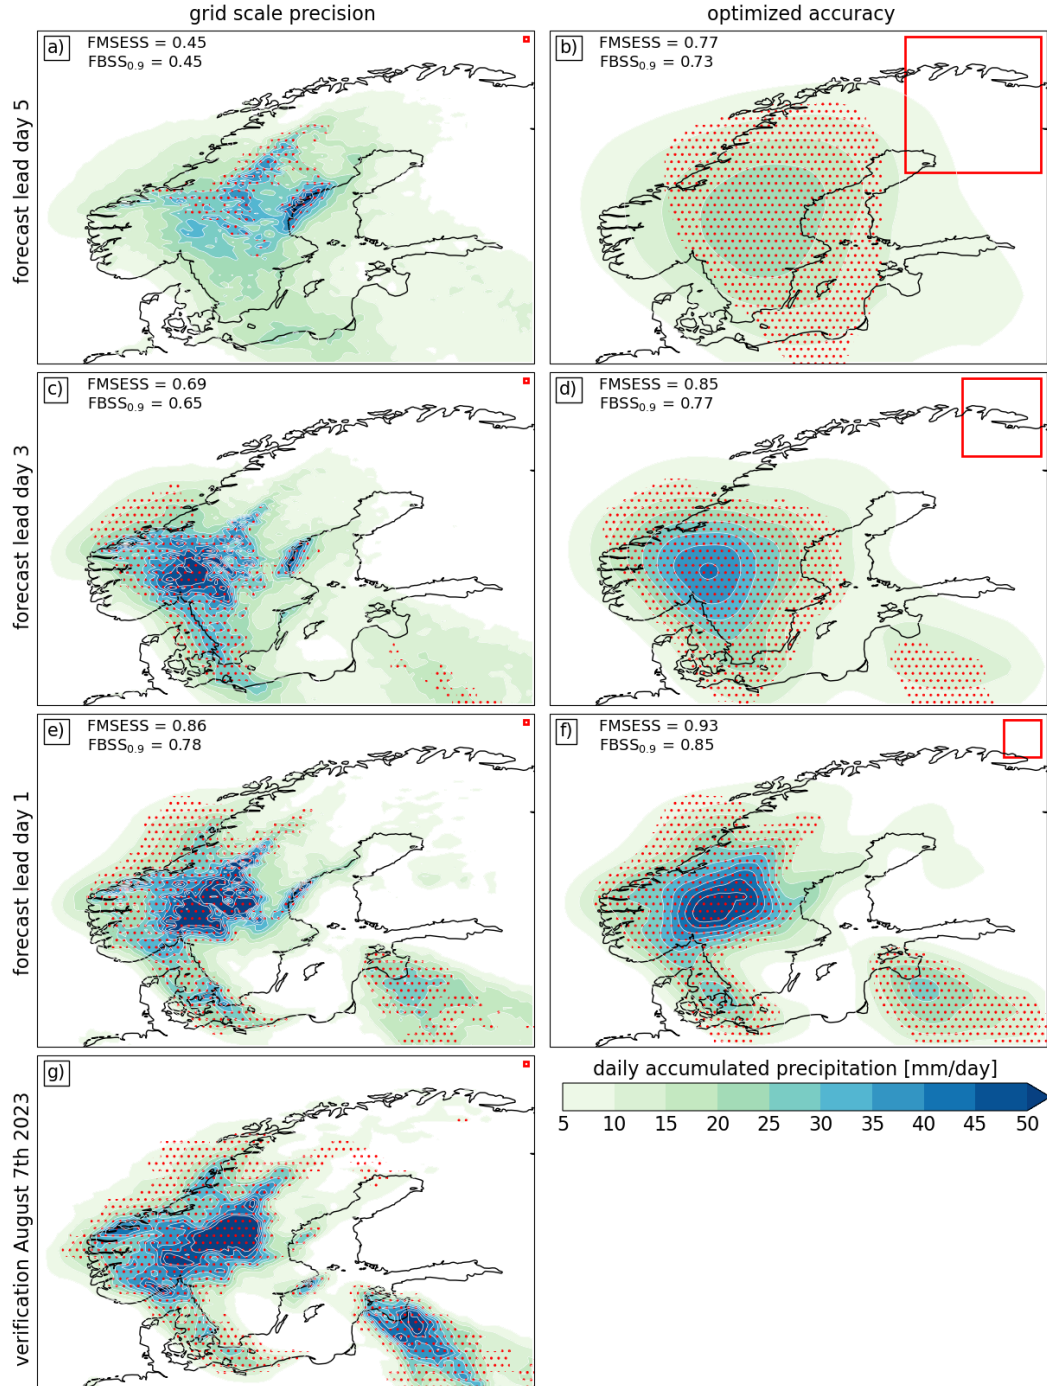 grid scale precision
optimized accuracy
forecast lead day 5
a)
FMSESS = 0.45
FBSS0.9 = 0.45
b)
FMSESS = 0.77
FBSS0.9 = 0.73
forecast lead day 3
c)
FMSESS = 0.69
FBSS0.9 = 0.65
d)
FMSESS = 0.85
FBSS0.9 = 0.77
forecast lead day 1
e)
FMSESS = 0.86
FBSS0.9 = 0.78
f)
FMSESS = 0.93
FBSS0.9 = 0.85
verification August 7th 2023
g)
daily accumulated precipitation [mm/day]
5 10 15 20 25 30 35 40 45 50